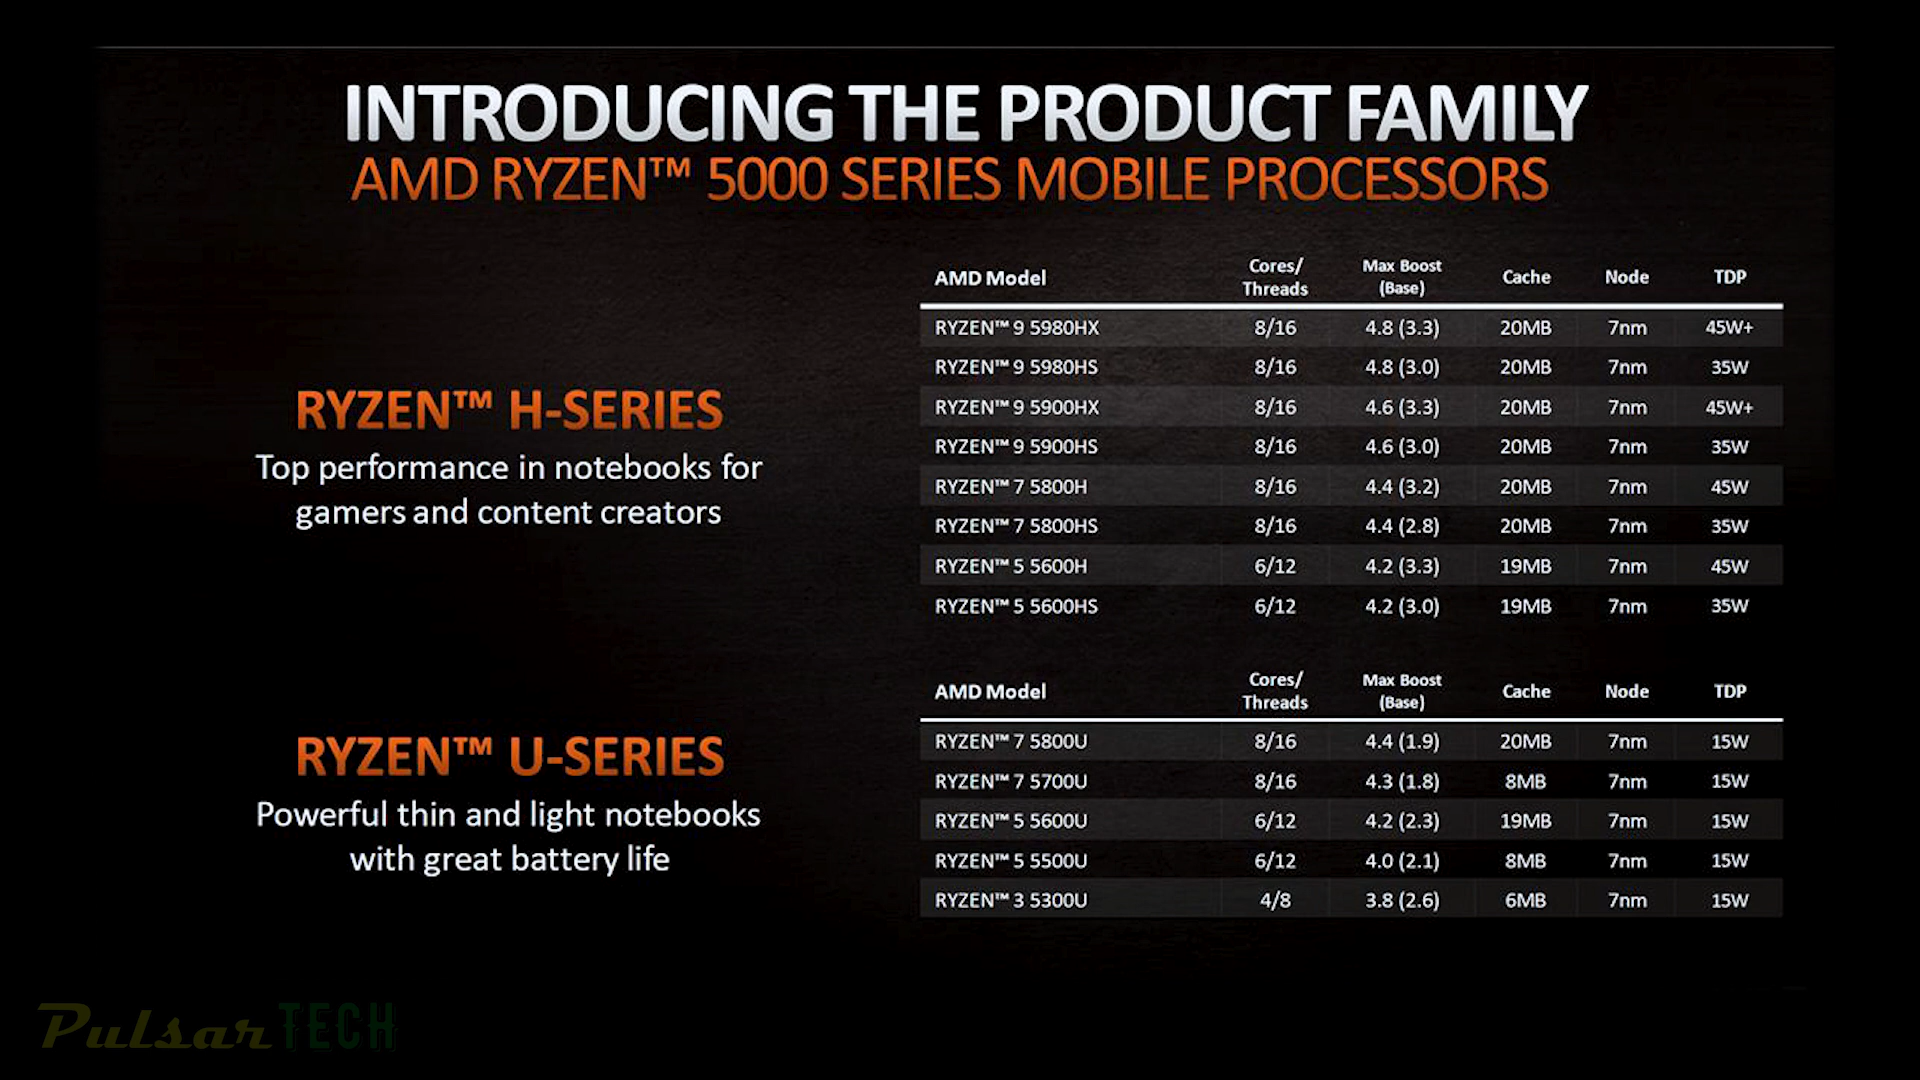 INTRODUCING THE PRODUCT FAMILY
AMD RYZEN™ 5000 SERIES MOBILE PROCESSORS
RYZEN™ H-SERIES
Top performance in notebooks for
gamers and content creators
AMD Model Cores/Threads Max Boost (Base) Cache Node TDP
RYZEN™ 9 5980HX 8/16 4.8 (3.3) 20MB 7nm 45W+
RYZEN™ 9 5980HS 8/16 4.8 (3.0) 20MB 7nm 35W
RYZEN™ 9 5900HX 8/16 4.6 (3.3) 20MB 7nm 45W+
RYZEN™ 9 5900HS 8/16 4.6 (3.0) 20MB 7nm 35W
RYZEN™ 7 5800H 8/16 4.4 (3.2) 20MB 7nm 45W
RYZEN™ 7 5800HS 8/16 4.4 (2.8) 20MB 7nm 35W
RYZEN™ 5 5600H 6/12 4.2 (3.3) 19MB 7nm 45W
RYZEN™ 5 5600HS 6/12 4.2 (3.0) 19MB 7nm 35W
RYZEN™ U-SERIES
Powerful thin and light notebooks
with great battery life
AMD Model Cores/Threads Max Boost (Base) Cache Node TDP
RYZEN™ 7 5800U 8/16 4.4 (1.9) 20MB 7nm 15W
RYZEN™ 7 5700U 8/16 4.3 (1.8) 8MB 7nm 15W
RYZEN™ 5 5600U 6/12 4.2 (2.3) 19MB 7nm 15W
RYZEN™ 5 5500U 6/12 4.0 (2.1) 8MB 7nm 15W
RYZEN™ 3 5300U 4/8 3.8 (2.6) 6MB 7nm 15W
Pulsar TECH